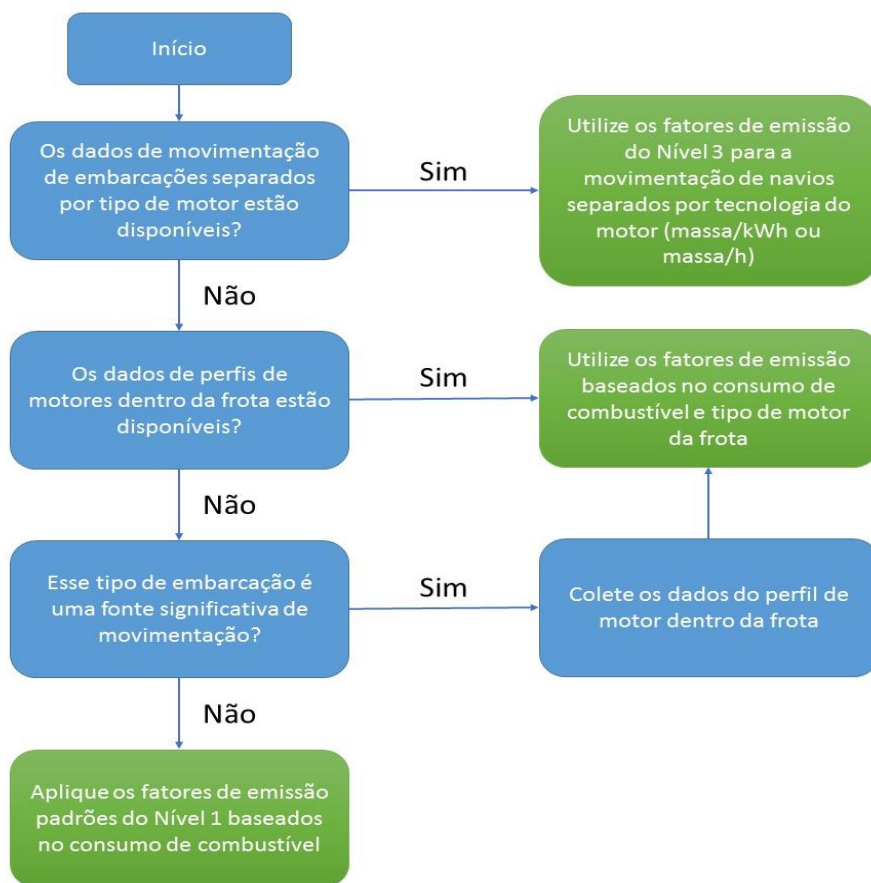 Início
Os dados de movimentação
de embarcações separados
por tipo de motor estão
disponíveis?
Sim
Utilize os fatores de emissão
do Nível 3 para a
movimentação de navios
separados por tecnologia do
motor (massa/kWh ou
massa/h)
Não
Os dados de perfis de
motores dentro da frota estão
disponíveis?
Sim
Utilize os fatores de emissão
baseados no consumo de
combustível e tipo de motor
da frota
Não
Esse tipo de embarcação é
uma fonte significativa de
movimentação?
Sim
Colete os dados do perfil de
motor dentro da frota
Não
Aplique os fatores de emissão
padrões do Nível 1 baseados
no consumo de combustível